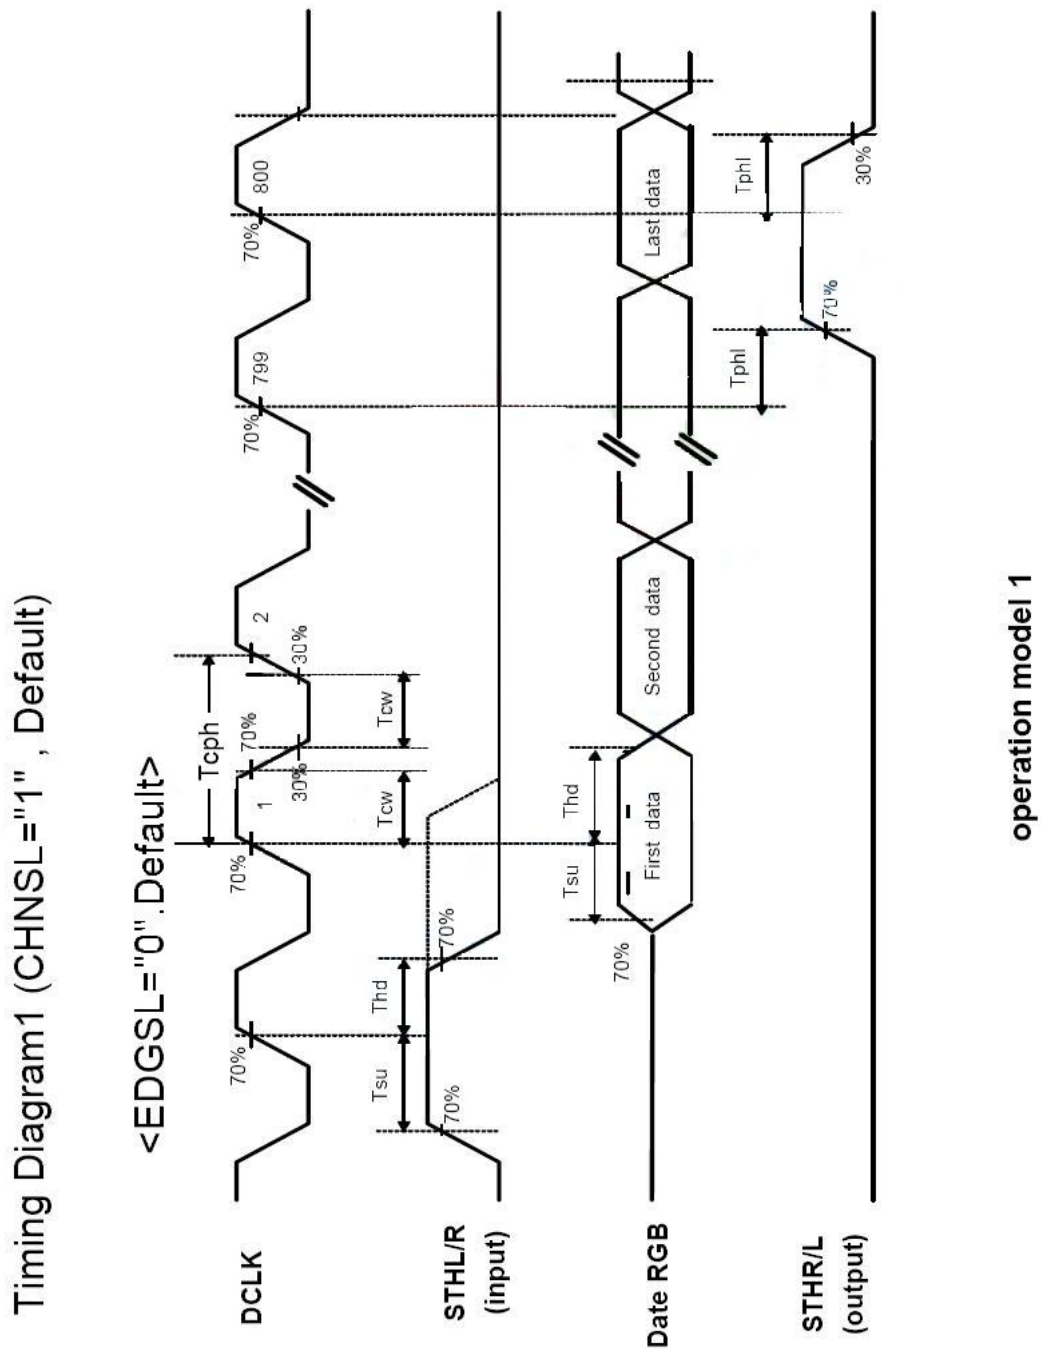 Timing Diagram1 (CHNSL="1" , Default)
<EDGSL="0".Default>
DCLK
70%
70%
1
Tcph
70%
30%
30%
2
70%
799
70%
800
STHL/R
(input)
Tsu
Thd
70%
70%
Tcw
Tcw
Date RGB
70%
Tsu
Thd
First data
Second data
Last data
STHR/L
(output)
Tphl
70%
Tphl
30%
operation model 1